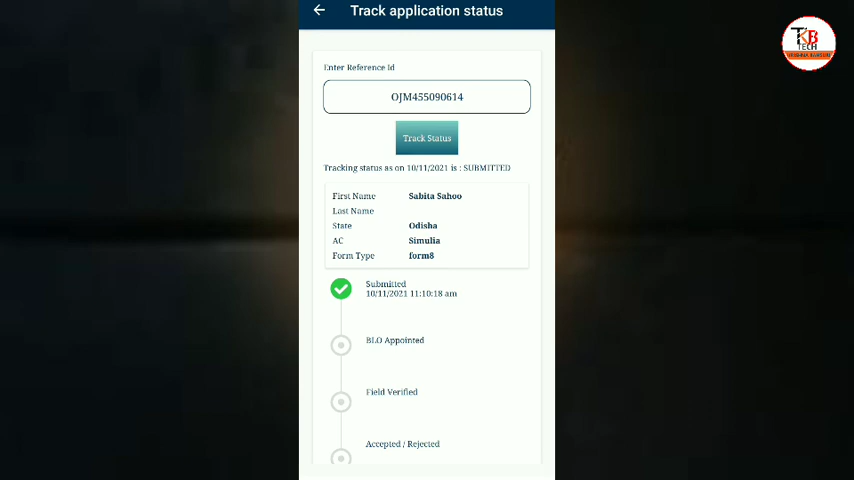 Track application status
TKB
TECH
Enter Reference Id
OJM455090614
Track Status
Tracking status as on 10/11/2021 is : SUBMITTED
First Name Sabita Sahoo
Last Name
State Odisha
AC Simulia
Form Type form8
Submitted
10/11/2021 11:10:18 am
BLO Appointed
Field Verified
Accepted / Rejected